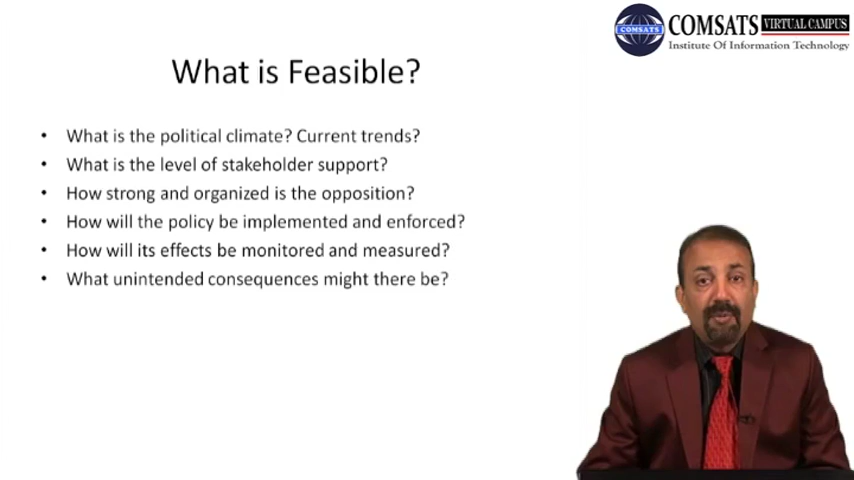 COMSATS VIRTUAL CAMPUS
COMSATS
Institute Of Information Technology
What is Feasible?
• What is the political climate? Current trends?
• What is the level of stakeholder support?
• How strong and organized is the opposition?
• How will the policy be implemented and enforced?
• How will its effects be monitored and measured?
• What unintended consequences might there be?